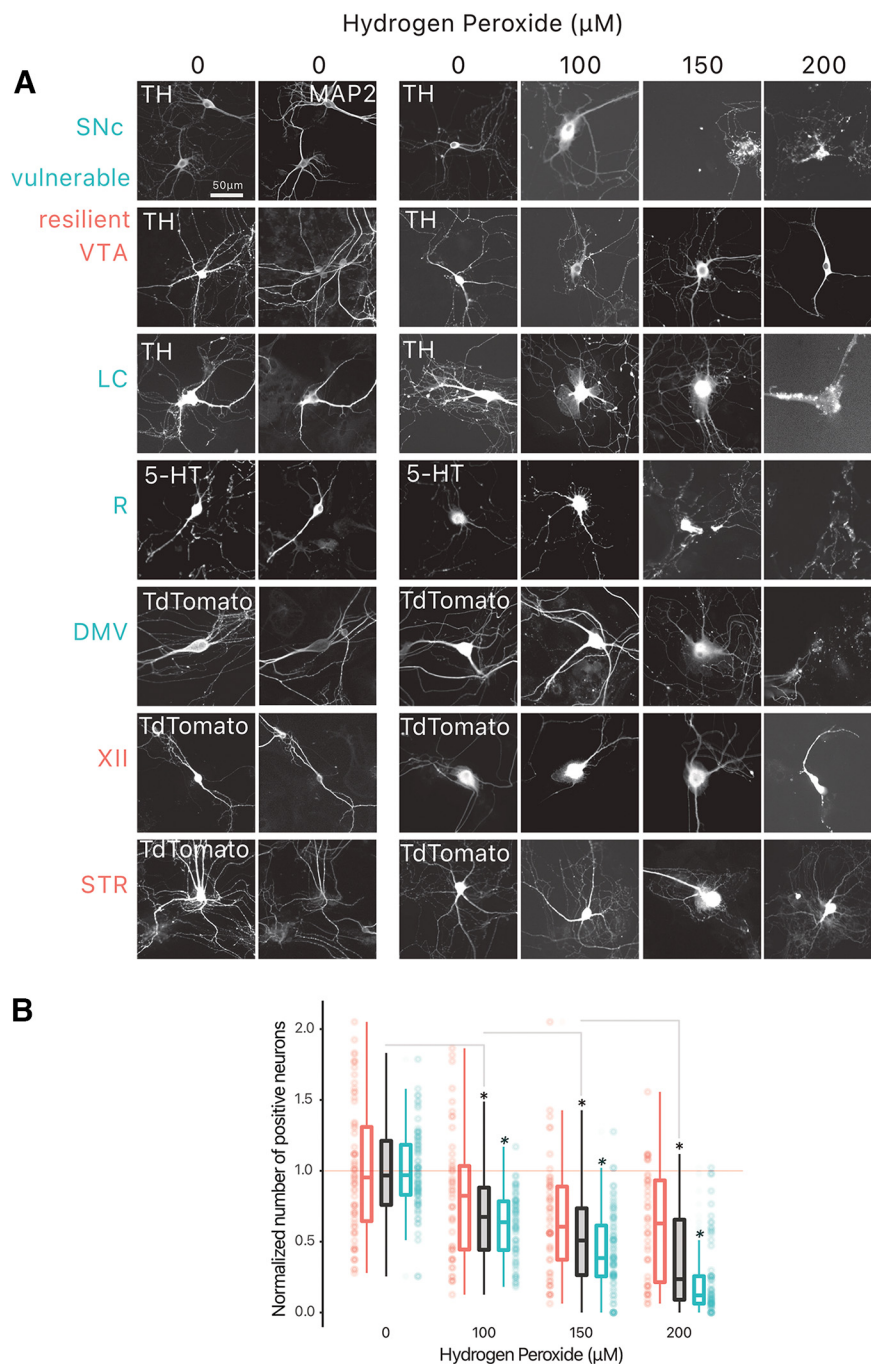 Hydrogen Peroxide (μM)
0 0 0 100 150 200
A
TH MAP2 TH
SNc
vulnerable
50μm
resilient
VTA
TH TH
LC
TH TH
R
5-HT 5-HT
DMV
TdTomato TdTomato
XII
TdTomato TdTomato
STR
TdTomato TdTomato
B
Normalized number of positive neurons
2.0
1.5
1.0
0.5
0.0
* * * * * *
0 100 150 200
Hydrogen Peroxide (μM)